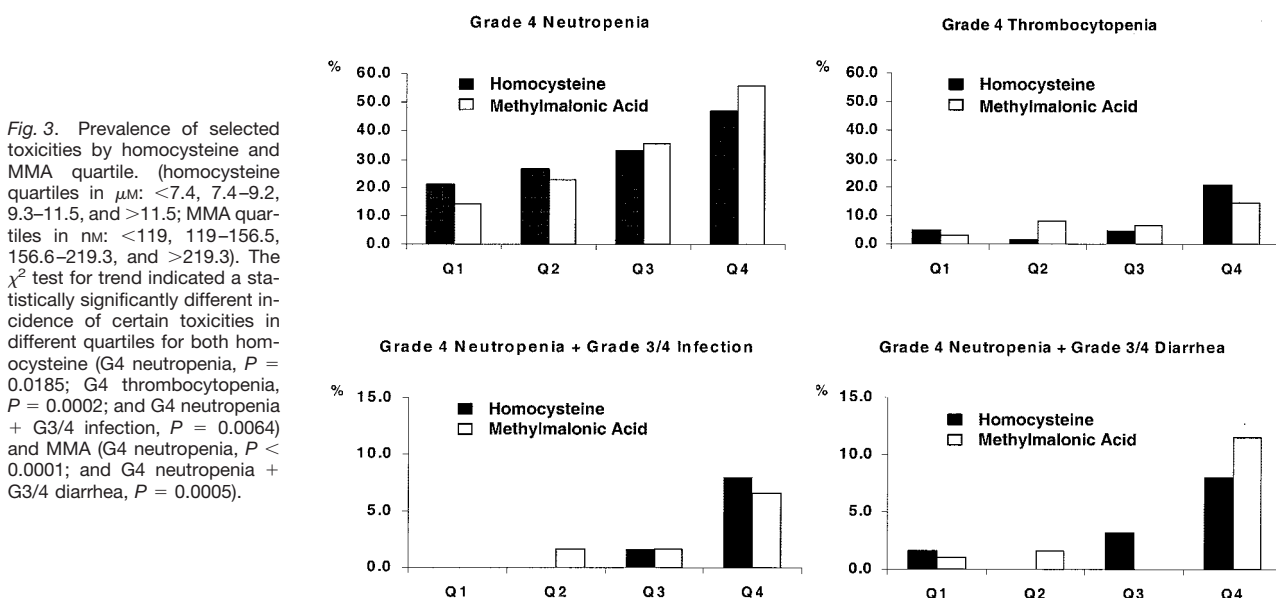 Fig. 3. Prevalence of selected
toxicities by homocysteine and
MMA quartile. (homocysteine
quartiles in μM: <7.4, 7.4–9.2,
9.3–11.5, and >11.5; MMA quar-
tiles in nM: <119, 119–156.5,
156.6–219.3, and >219.3). The
χ² test for trend indicated a sta-
tistically significantly different in-
cidence of certain toxicities in
different quartiles for both hom-
ocysteine (G4 neutropenia, P =
0.0185; G4 thrombocytopenia,
P = 0.0002; and G4 neutropenia
+ G3/4 infection, P = 0.0064)
and MMA (G4 neutropenia, P <
0.0001; and G4 neutropenia +
G3/4 diarrhea, P = 0.0005).
Grade 4 Neutropenia
%
60.0
50.0
40.0
30.0
20.0
10.0
0.0
Homocysteine
Methylmalonic Acid
Q1 Q2 Q3 Q4
Grade 4 Thrombocytopenia
%
60.0
50.0
40.0
30.0
20.0
10.0
0.0
Homocysteine
Methylmalonic Acid
Q1 Q2 Q3 Q4
Grade 4 Neutropenia + Grade 3/4 Infection
%
15.0
10.0
5.0
0.0
Homocysteine
Methylmalonic Acid
Q1 Q2 Q3 Q4
Grade 4 Neutropenia + Grade 3/4 Diarrhea
%
15.0
10.0
5.0
0.0
Homocysteine
Methylmalonic Acid
Q1 Q2 Q3 Q4